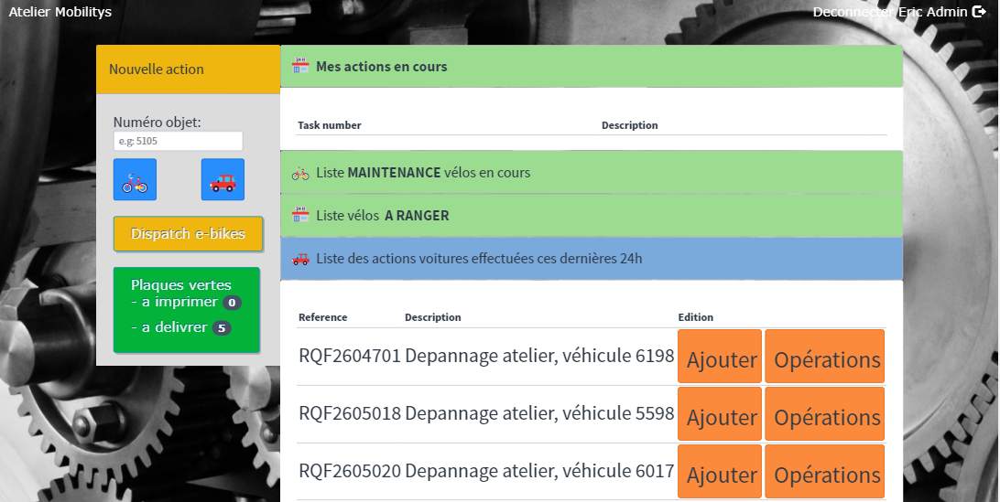 Atelier Mobilitys
Deconnecter Eric Admin
Nouvelle action
Numéro objet:
e.g: 5105
Dispatch e-bikes
Plaques vertes
- a imprimer 0
- a delivrer 5
24 H Mes actions en cours
Task number Description
Liste MAINTENANCE vélos en cours
24 H Liste vélos A RANGER
Liste des actions voitures effectuées ces dernières 24h
Reference Description Edition
RQF2604701 Depannage atelier, véhicule 6198 Ajouter Opérations
RQF2605018 Depannage atelier, véhicule 5598 Ajouter Opérations
RQF2605020 Depannage atelier, véhicule 6017 Ajouter Opérations